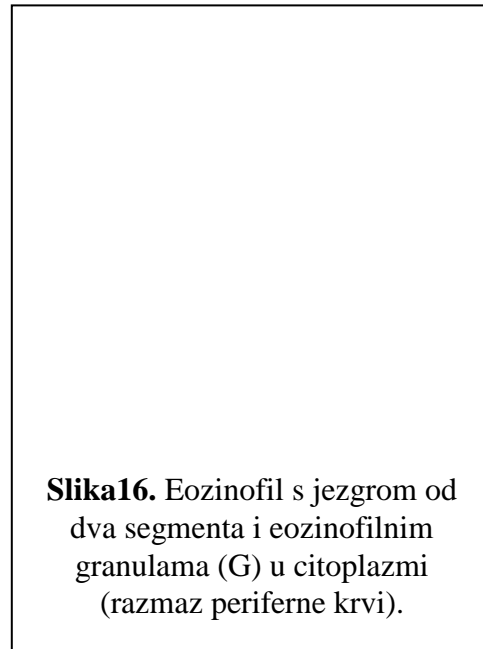 Slika16. Eozinofil s jezgrom od
dva segmenta i eozinofilnim
granulama (G) u citoplazmi
(razmaz periferne krvi).